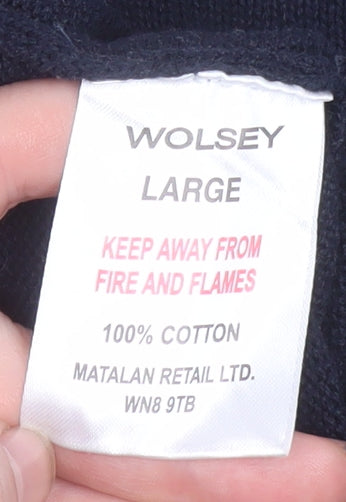 WOLSEY
LARGE
KEEP AWAY FROM
FIRE AND FLAMES
100% COTTON
MATALAN RETAIL LTD.
WN8 9TB